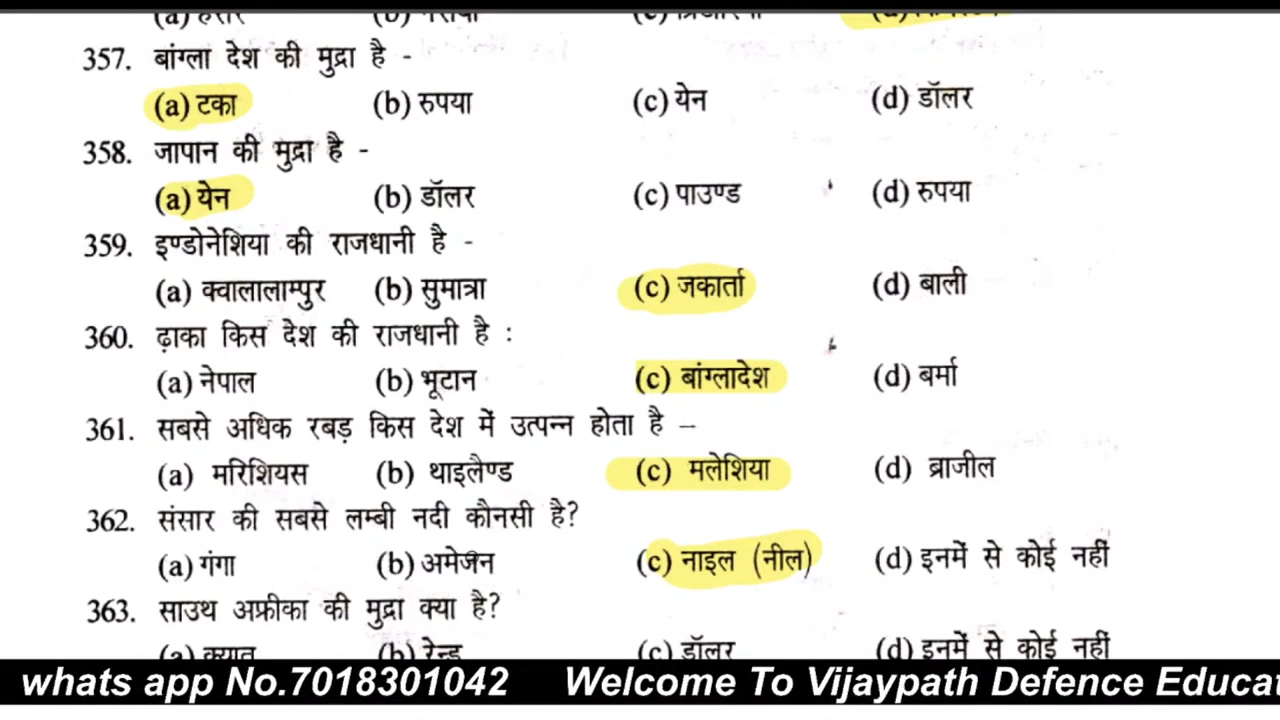 357. बांग्ला देश की मुद्रा है -
(a) टका (b) रुपया (c) येन (d) डॉलर
358. जापान की मुद्रा है -
(a) येन (b) डॉलर (c) पाउण्ड (d) रुपया
359. इण्डोनेशिया की राजधानी है -
(a) क्वालालाम्पुर (b) सुमात्रा (c) जकार्ता (d) बाली
360. ढ़ाका किस देश की राजधानी है :
(a) नेपाल (b) भूटान (c) बांग्लादेश (d) बर्मा
361. सबसे अधिक रबड़ किस देश में उत्पन्न होता है –
(a) मरिशियस (b) थाइलैण्ड (c) मलेशिया (d) ब्राजील
362. संसार की सबसे लम्बी नदी कौनसी है?
(a) गंगा (b) अमेजन (c) नाइल (नील) (d) इनमें से कोई नहीं
363. साउथ अफ्रीका की मुद्रा क्या है?
(a) क्यात (b) रेन्ड (c) डॉलर (d) इनमें से कोई नहीं
whats app No.7018301042 Welcome To Vijaypath Defence Educat